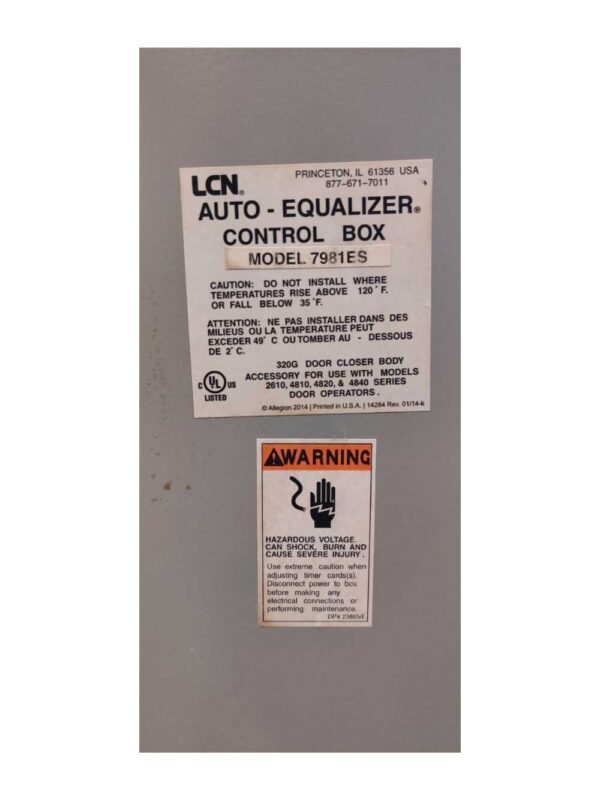 LCN®
PRINCETON, IL 61356 USA
877-671-7011
AUTO - EQUALIZER®
CONTROL BOX
MODEL 7981ES
CAUTION: DO NOT INSTALL WHERE
TEMPERATURES RISE ABOVE 120°F.
OR FALL BELOW 35°F.
ATTENTION: NE PAS INSTALLER DANS DES
MILIEUS OU LA TEMPERATURE PEUT
EXCEDER 49° C OU TOMBER AU - DESSOUS
DE 2° C.
320G DOOR CLOSER BODY
ACCESSORY FOR USE WITH MODELS
2610, 4810, 4820, & 4840 SERIES
DOOR OPERATORS.
C UL US
LISTED
© Allegion 2014 | Printed in U.S.A. | 14284 Rev. 01/14-k
WARNING
HAZARDOUS VOLTAGE.
CAN SHOCK, BURN AND
CAUSE SEVERE INJURY.
Use extreme caution when
adjusting timer cards(s).
Disconnect power to box
before making any
electrical connections or
performing maintenance.
DP#